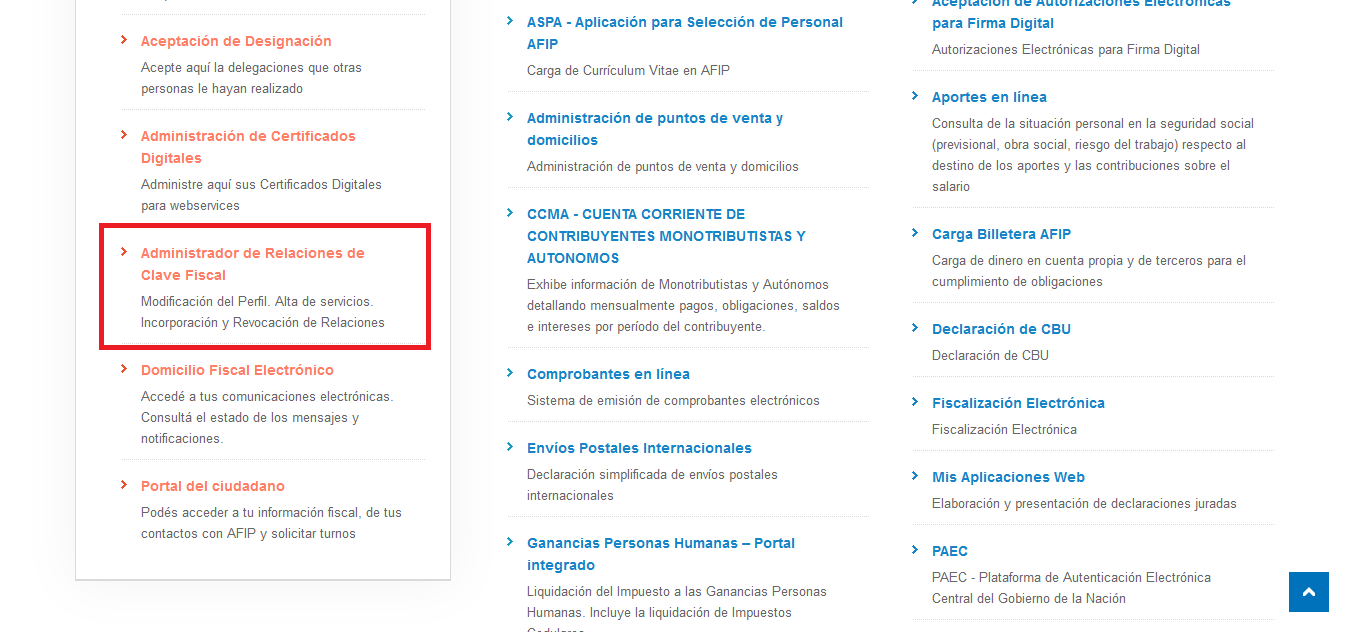 Aceptación de Designación
Acepte aquí la delegaciones que otras
personas le hayan realizado
Administración de Certificados
Digitales
Administre aquí sus Certificados Digitales
para webservices
Administrador de Relaciones de
Clave Fiscal
Modificación del Perfil. Alta de servicios.
Incorporación y Revocación de Relaciones
Domicilio Fiscal Electrónico
Accedé a tus comunicaciones electrónicas.
Consultá el estado de los mensajes y
notificaciones.
Portal del ciudadano
Podés acceder a tu información fiscal, de tus
contactos con AFIP y solicitar turnos
ASPA - Aplicación para Selección de Personal
AFIP
Carga de Currículum Vitae en AFIP
Administración de puntos de venta y
domicilios
Administración de puntos de venta y domicilios
CCMA - CUENTA CORRIENTE DE
CONTRIBUYENTES MONOTRIBUTISTAS Y
AUTONOMOS
Exhibe información de Monotributistas y Autónomos
detallando mensualmente pagos, obligaciones, saldos
e intereses por período del contribuyente.
Comprobantes en línea
Sistema de emisión de comprobantes electrónicos
Envíos Postales Internacionales
Declaración simplificada de envíos postales
internacionales
Ganancias Personas Humanas – Portal
integrado
Liquidación del Impuesto a las Ganancias Personas
Humanas. Incluye la liquidación de Impuestos
Aceptación de Autorizaciones Electrónicas
para Firma Digital
Autorizaciones Electrónicas para Firma Digital
Aportes en línea
Consulta de la situación personal en la seguridad social
(previsional, obra social, riesgo del trabajo) respecto al
destino de los aportes y las contribuciones sobre el
salario
Carga Billetera AFIP
Carga de dinero en cuenta propia y de terceros para el
cumplimiento de obligaciones
Declaración de CBU
Declaración de CBU
Fiscalización Electrónica
Fiscalización Electrónica
Mis Aplicaciones Web
Elaboración y presentación de declaraciones juradas
PAEC
PAEC - Plataforma de Autenticación Electrónica
Central del Gobierno de la Nación